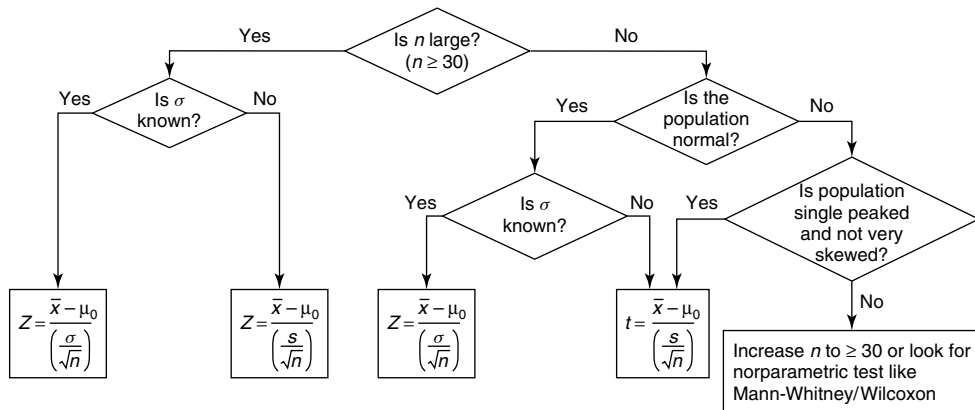 Is n large?
(n ≥ 30)
Yes
No
Is σ
known?
Yes
No
Is the
population
normal?
Yes
No
Is σ
known?
Yes
No
Is population
single peaked
and not very
skewed?
Yes
No
Z = x̄ − μ₀ / (σ/√n)
Z = x̄ − μ₀ / (s/√n)
Z = x̄ − μ₀ / (σ/√n)
t = x̄ − μ₀ / (s/√n)
Increase n to ≥ 30 or look for
norparametric test like
Mann-Whitney/Wilcoxon